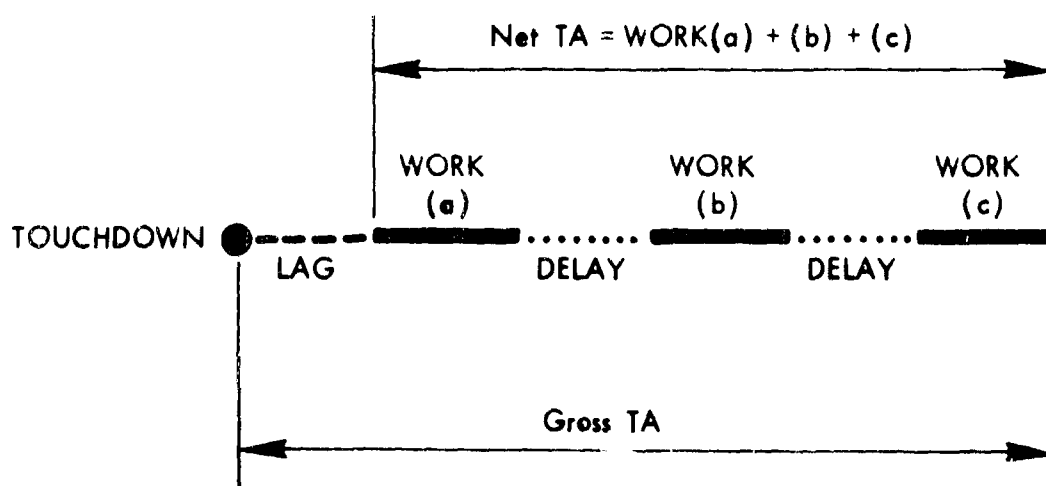 Net TA = WORK(a) + (b) + (c)
WORK (a)
WORK (b)
WORK (c)
TOUCHDOWN
LAG
DELAY
DELAY
Gross TA